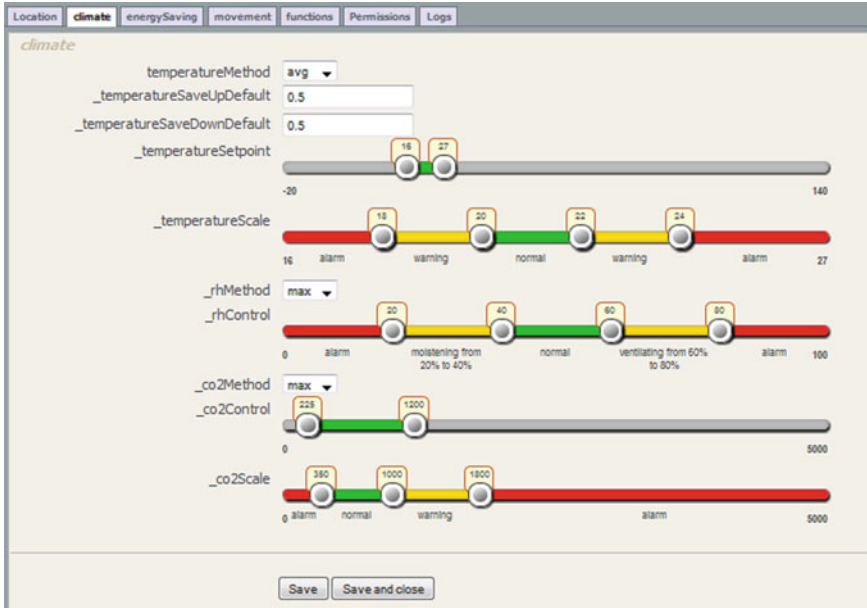 Location climate energySaving movement functions Permissions Logs
climate
temperatureMethod avg
_temperatureSaveUpDefault 0.5
_temperatureSaveDownDefault 0.5
_temperatureSetpoint 16 27
-20 140
_temperatureScale 18 20 22 24
16 alarm warning normal warning alarm 27
_rhMethod max
_rhControl 20 40 60 80
0 alarm moistening from normal ventilating from 60% alarm 100
20% to 40% to 80%
_co2Method max
_co2Control 225 1200
0 5000
_co2Scale 350 1000 1800
0 alarm normal warning alarm 5000
Save Save and close